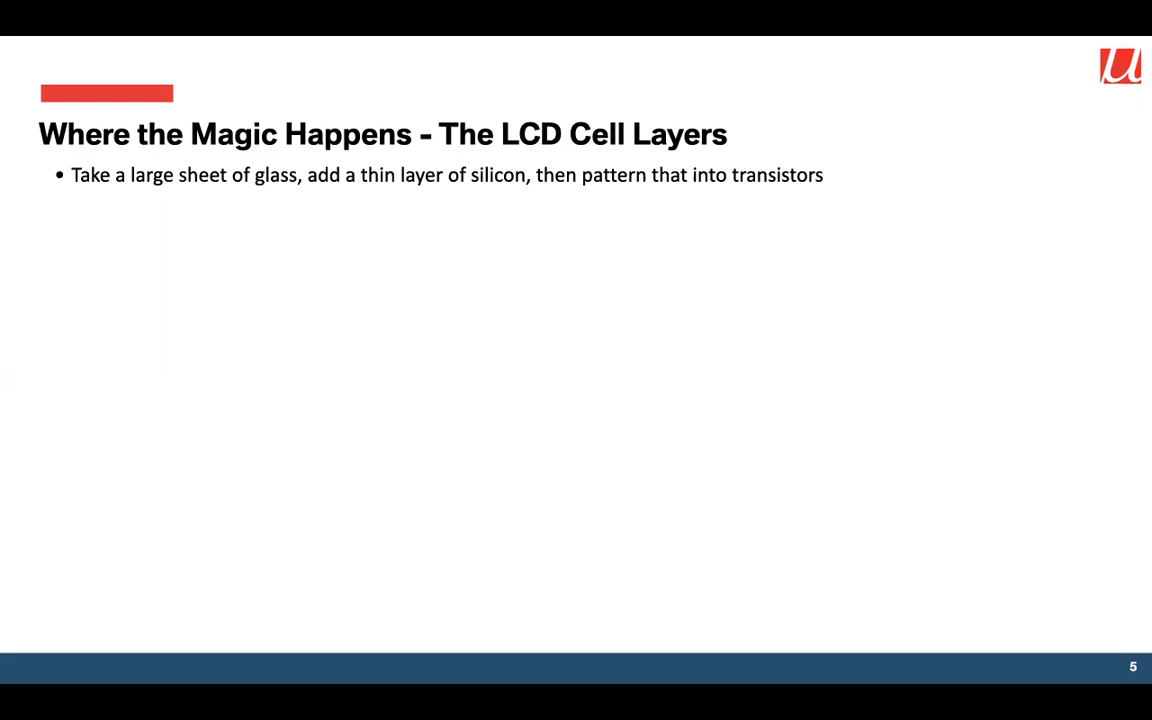 Where the Magic Happens - The LCD Cell Layers
• Take a large sheet of glass, add a thin layer of silicon, then pattern that into transistors
5